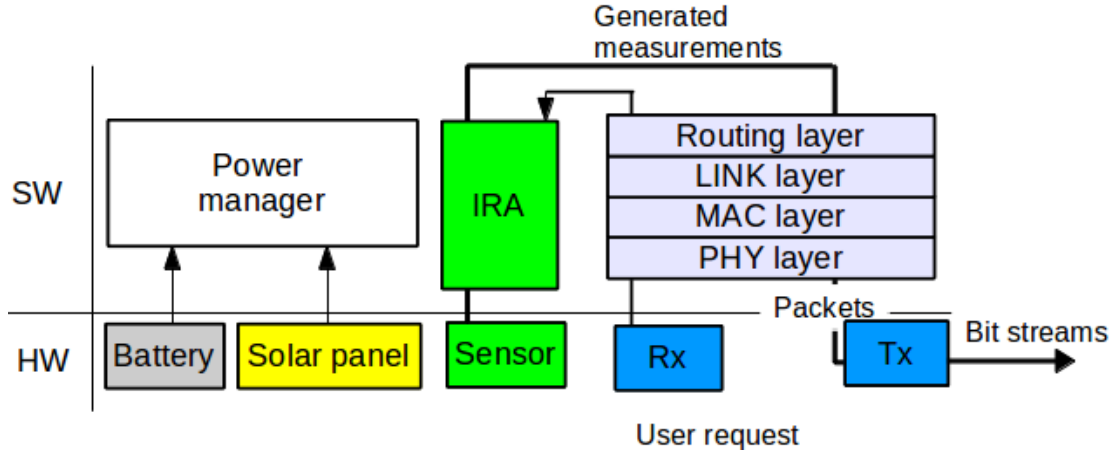 Generated
measurements
SW
Power
manager
IRA
Routing layer
LINK layer
MAC layer
PHY layer
Packets
HW
Battery
Solar panel
Sensor
Rx
Tx
Bit streams
User request